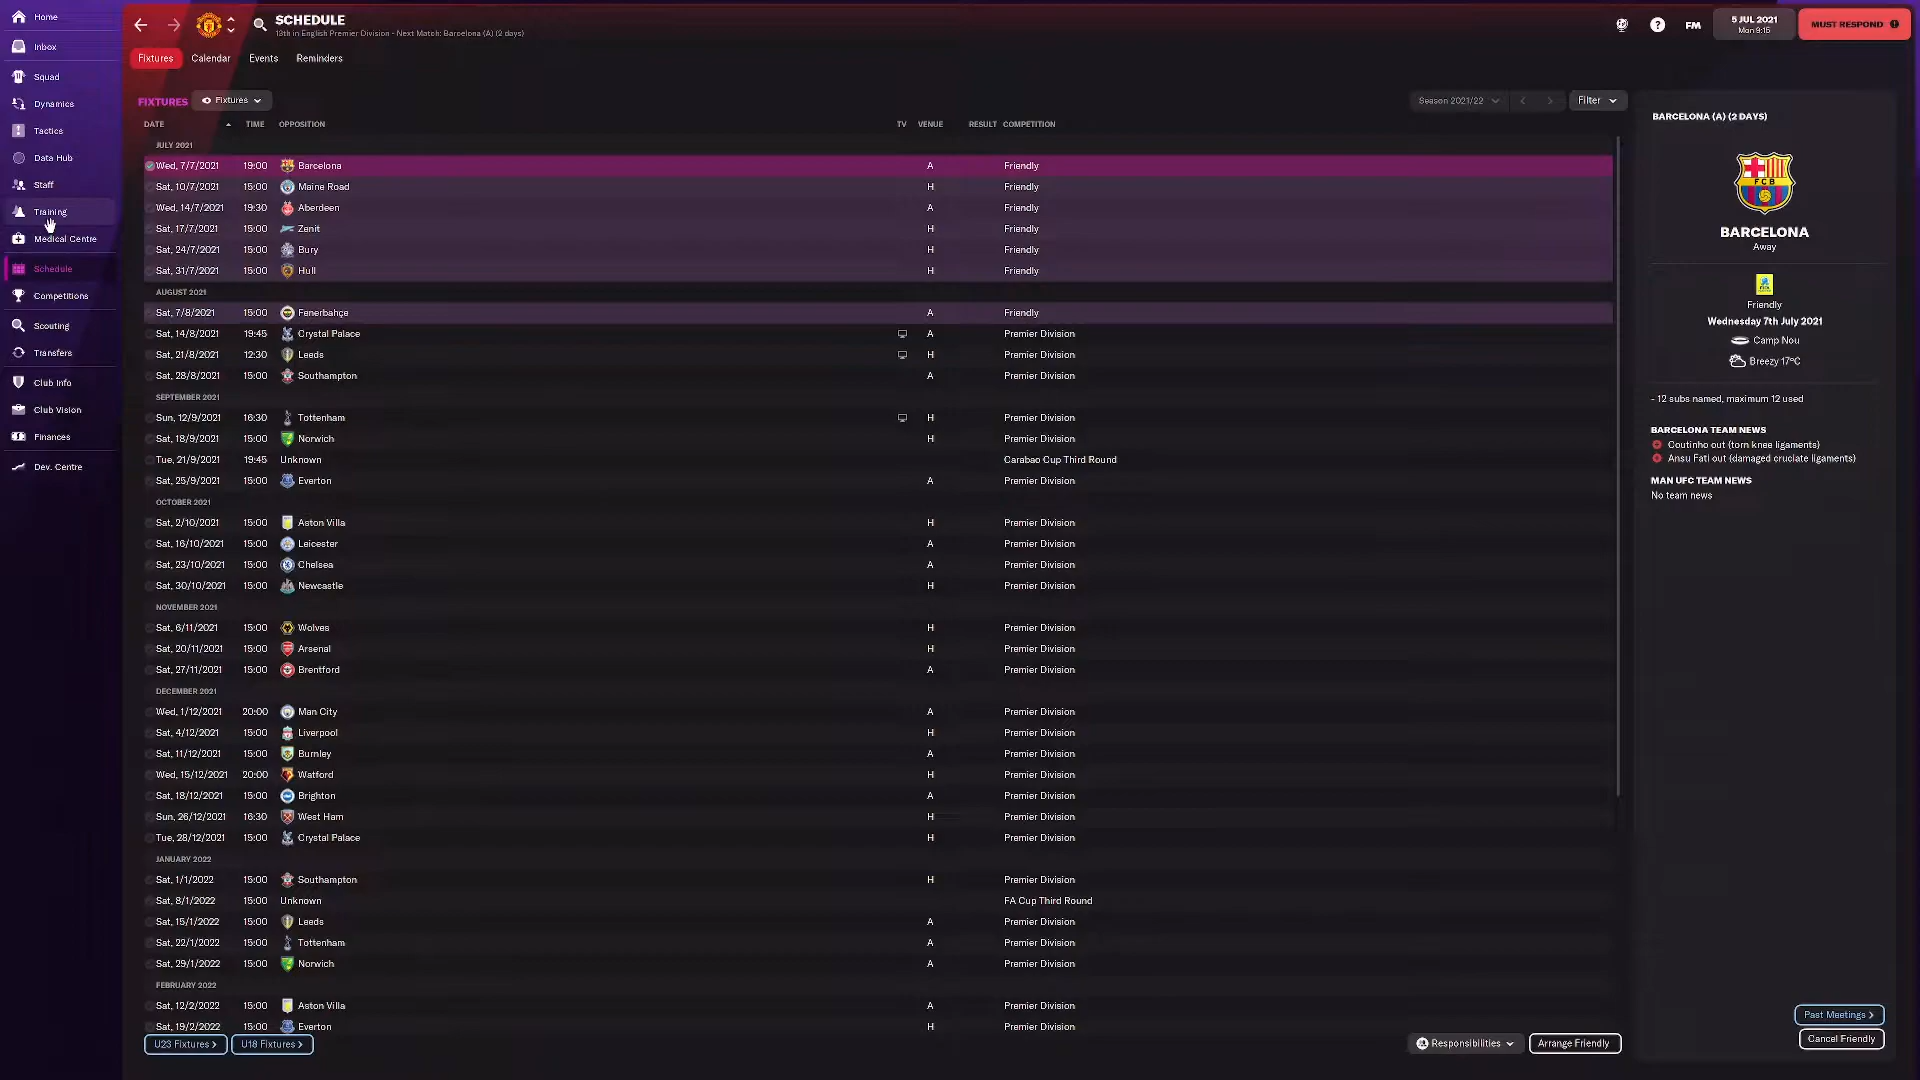 Home
Inbox
Squad
Dynamics
Tactics
Data Hub
Staff
Training
Medical Centre
Schedule
Competitions
Scouting
Transfers
Club Info
Club Vision
Finances
Dev. Centre
SCHEDULE
13th in English Premier Division - Next Match: Barcelona (A) (2 days)
FM
5 JUL 2021
Mon 9:15
MUST RESPOND
Fixtures Calendar Events Reminders
FIXTURES Fixtures
Season 2021/22 Filter
DATE TIME OPPOSITION TV VENUE RESULT COMPETITION
JULY 2021
Wed, 7/7/2021 19:00 Barcelona A Friendly
Sat, 10/7/2021 15:00 Maine Road H Friendly
Wed, 14/7/2021 19:30 Aberdeen A Friendly
Sat, 17/7/2021 15:00 Zenit H Friendly
Sat, 24/7/2021 15:00 Bury H Friendly
Sat, 31/7/2021 15:00 Hull H Friendly
AUGUST 2021
Sat, 7/8/2021 15:00 Fenerbahçe A Friendly
Sat, 14/8/2021 19:45 Crystal Palace A Premier Division
Sat, 21/8/2021 12:30 Leeds H Premier Division
Sat, 28/8/2021 15:00 Southampton A Premier Division
SEPTEMBER 2021
Sun, 12/9/2021 16:30 Tottenham H Premier Division
Sat, 18/9/2021 15:00 Norwich H Premier Division
Tue, 21/9/2021 19:45 Unknown Carabao Cup Third Round
Sat, 25/9/2021 15:00 Everton A Premier Division
OCTOBER 2021
Sat, 2/10/2021 15:00 Aston Villa H Premier Division
Sat, 16/10/2021 15:00 Leicester A Premier Division
Sat, 23/10/2021 15:00 Chelsea A Premier Division
Sat, 30/10/2021 15:00 Newcastle H Premier Division
NOVEMBER 2021
Sat, 6/11/2021 15:00 Wolves H Premier Division
Sat, 20/11/2021 15:00 Arsenal H Premier Division
Sat, 27/11/2021 15:00 Brentford A Premier Division
DECEMBER 2021
Wed, 1/12/2021 20:00 Man City A Premier Division
Sat, 4/12/2021 15:00 Liverpool H Premier Division
Sat, 11/12/2021 15:00 Burnley A Premier Division
Wed, 15/12/2021 20:00 Watford H Premier Division
Sat, 18/12/2021 15:00 Brighton A Premier Division
Sun, 26/12/2021 16:30 West Ham H Premier Division
Tue, 28/12/2021 15:00 Crystal Palace H Premier Division
JANUARY 2022
Sat, 1/1/2022 15:00 Southampton H Premier Division
Sat, 8/1/2022 15:00 Unknown FA Cup Third Round
Sat, 15/1/2022 15:00 Leeds A Premier Division
Sat, 22/1/2022 15:00 Tottenham A Premier Division
Sat, 29/1/2022 15:00 Norwich A Premier Division
FEBRUARY 2022
Sat, 12/2/2022 15:00 Aston Villa A Premier Division
Sat, 19/2/2022 15:00 Everton H Premier Division
U23 Fixtures > U18 Fixtures >
Responsibilities Arrange Friendly
BARCELONA (A) (2 DAYS)
FCB
BARCELONA
Away
Friendly
Wednesday 7th July 2021
Camp Nou
Breezy 17°C
- 12 subs named, maximum 12 used
BARCELONA TEAM NEWS
Coutinho out (torn knee ligaments)
Ansu Fati out (damaged cruciate ligaments)
MAN UFC TEAM NEWS
No team news
Past Meetings >
Cancel Friendly